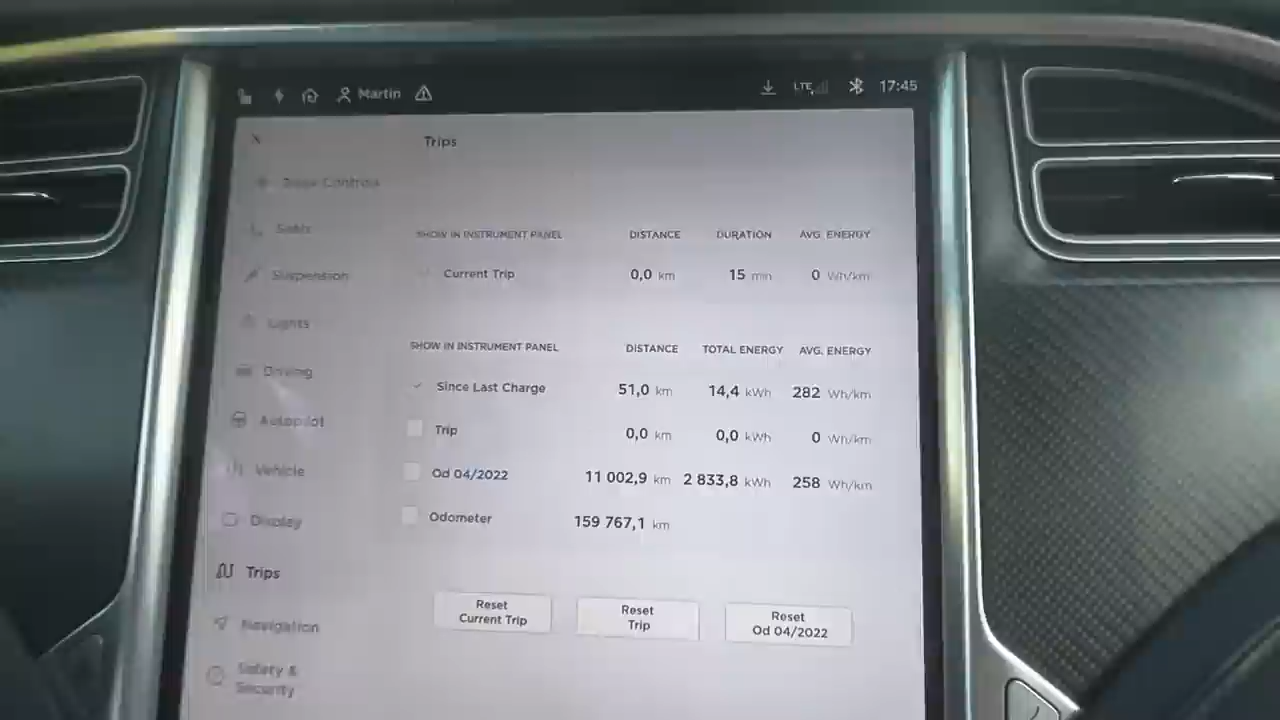 Martin LTE 17:45
Trips
Seats
Suspension
Lights
Driving
Autopilot
Vehicle
Display
Trips
Navigation
Safety &
Security
SHOW IN INSTRUMENT PANEL DISTANCE DURATION AVG. ENERGY
Current Trip 0,0 km 15 min 0 Wh/km
SHOW IN INSTRUMENT PANEL DISTANCE TOTAL ENERGY AVG. ENERGY
Since Last Charge 51,0 km 14,4 kWh 282 Wh/km
Trip 0,0 km 0,0 kWh 0 Wh/km
Od 04/2022 11 002,9 km 2 833,8 kWh 258 Wh/km
Odometer 159 767,1 km
Reset
Current Trip
Reset
Trip
Reset
Od 04/2022